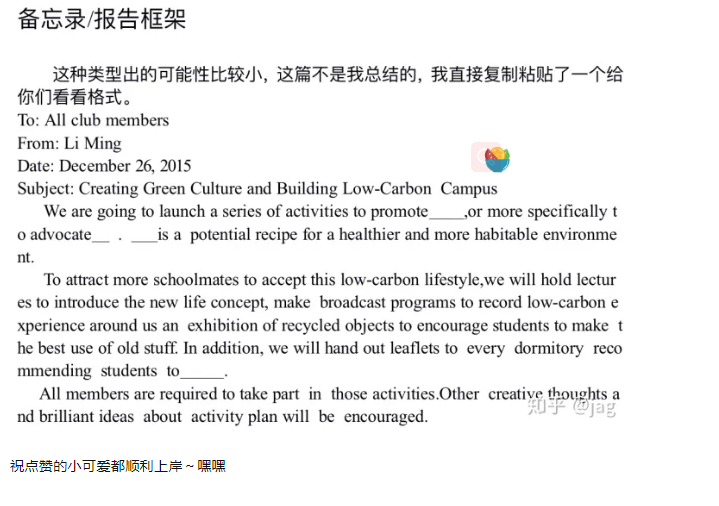 备忘录/报告框架
这种类型出的可能性比较小，这篇不是我总结的，我直接复制粘贴了一个给
你们看看格式。
To: All club members
From: Li Ming
Date: December 26, 2015
Subject: Creating Green Culture and Building Low-Carbon Campus
We are going to launch a series of activities to promote____,or more specifically t
o advocate__ . ___is a potential recipe for a healthier and more habitable environme
nt.
To attract more schoolmates to accept this low-carbon lifestyle,we will hold lectur
es to introduce the new life concept, make broadcast programs to record low-carbon e
xperience around us an exhibition of recycled objects to encourage students to make t
he best use of old stuff. In addition, we will hand out leaflets to every dormitory reco
mmending students to_____.
All members are required to take part in those activities.Other creative thoughts a
nd brilliant ideas about activity plan will be encouraged.
知乎 @jag
祝点赞的小可爱都顺利上岸～嘿嘿